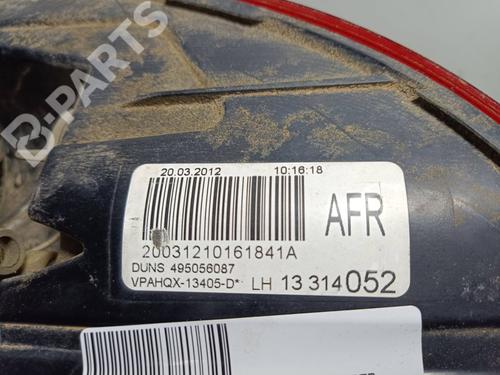 B-PARTS
20.03.2012 10:16:18
AFR
20031210161841A
DUNS 495056087
VPAHQX-13405-D* LH 13 314052